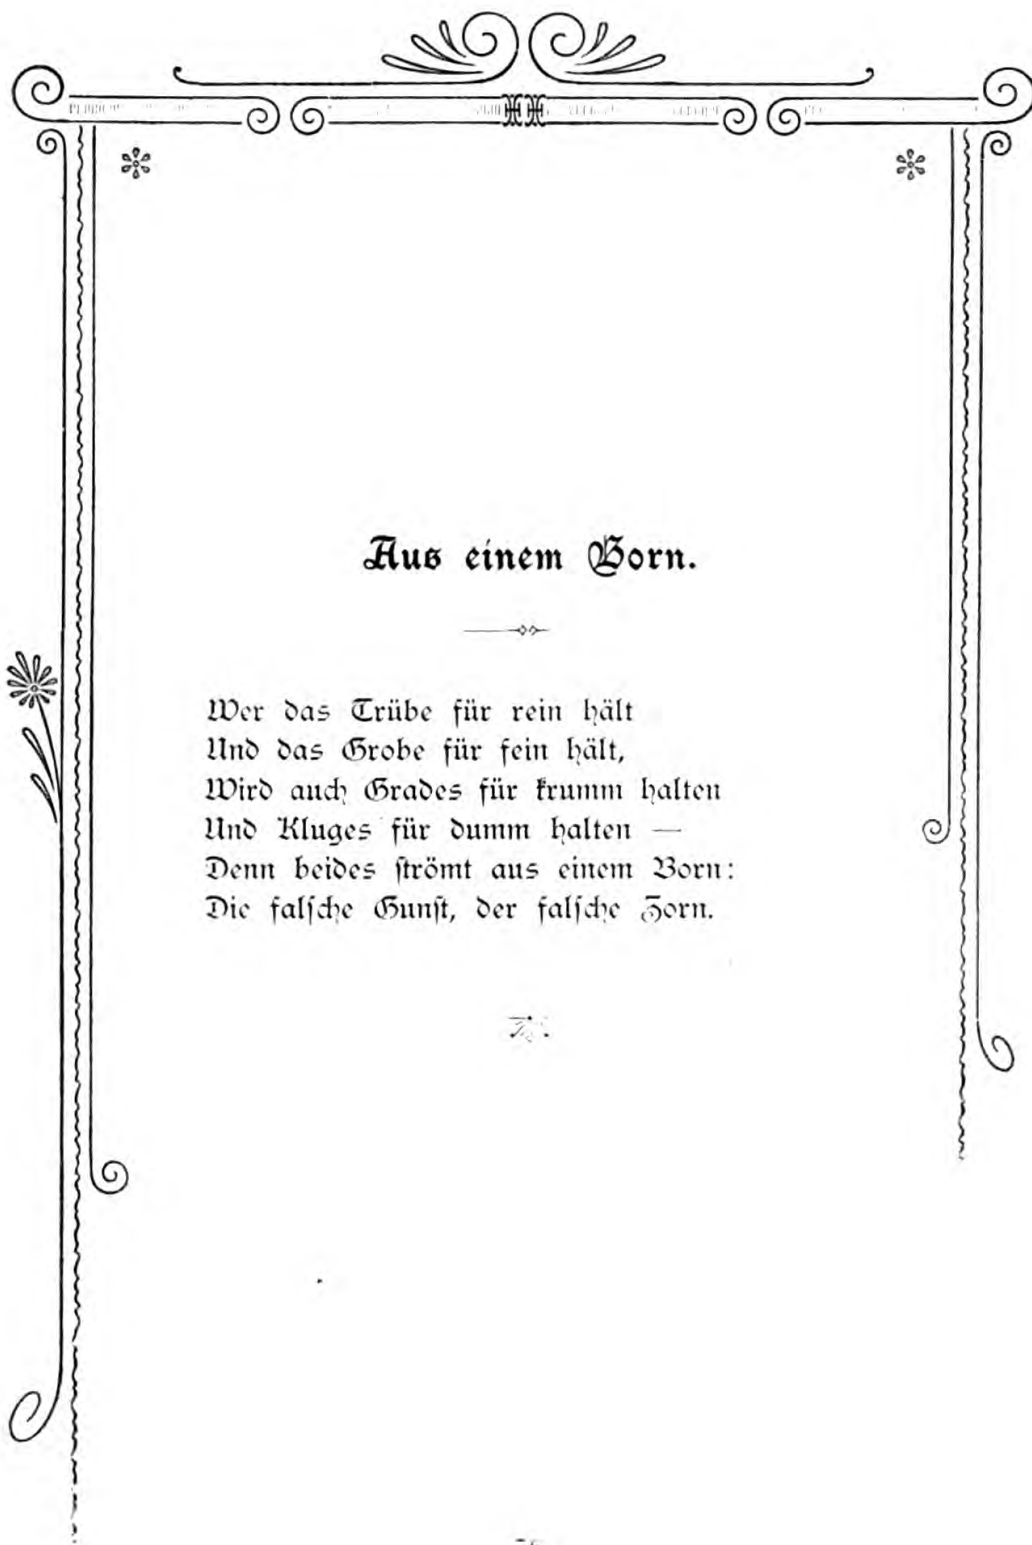 Aus einem Born.
Wer das Trübe für rein hält
Und das Grobe für fein hält,
Wird auch Grades für krumm halten
Und Kluges für dumm halten —
Denn beides strömt aus einem Born:
Die falsche Gunst, der falsche Zorn.